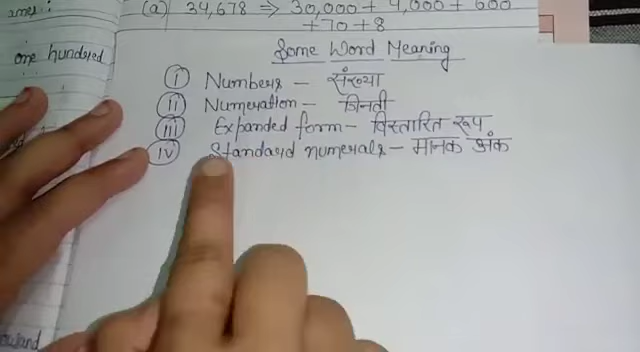 (a) 34,678 ⇒ 30,000 + 4,000 + 600
+70 + 8
one hundred
Some Word Meaning
(i) Numbers - संख्या
(ii) Numeration - गिनती
(iii) Expanded form - विस्तारित रूप
(iv) Standard numerals - मानक अंक